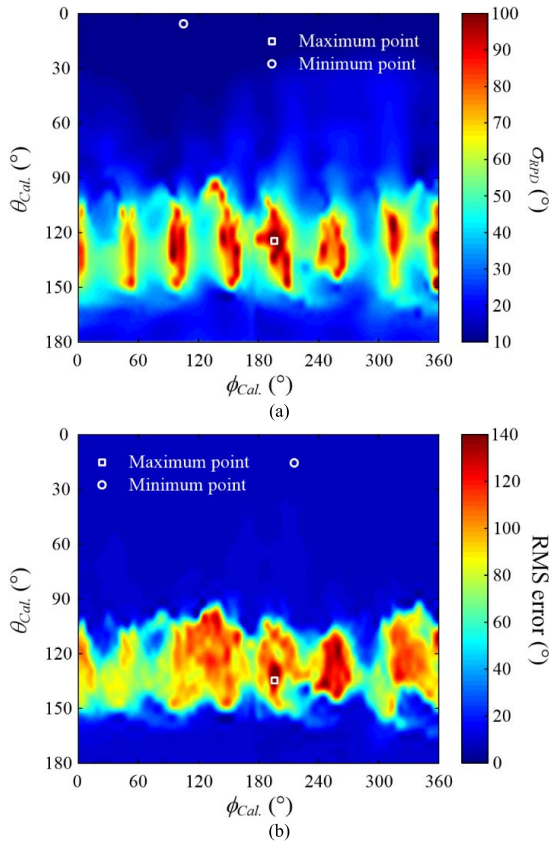 0
30
60
90
120
150
180
θCal. (°)
Maximum point
Minimum point
0 60 120 180 240 300 360
ϕCal. (°)
100
90
80
70
60
50
40
30
20
10
σRPD (°)
(a)
0
30
60
90
120
150
180
θCal. (°)
Maximum point
Minimum point
0 60 120 180 240 300 360
ϕCal. (°)
140
120
100
80
60
40
20
0
RMS error (°)
(b)